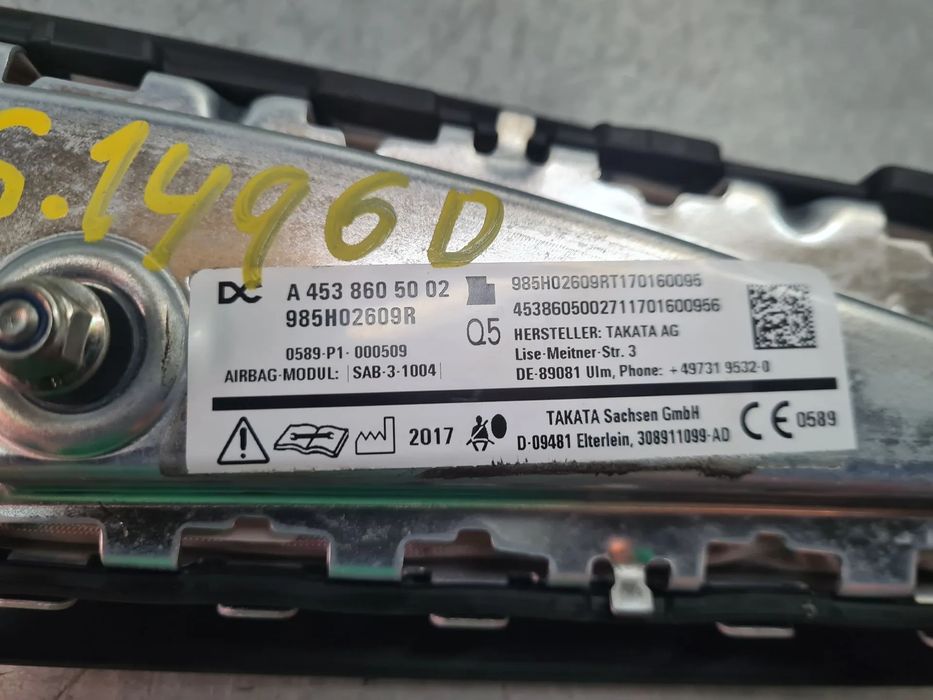 S.1496D
DC A 453 860 50 02
985H02609R
Q5
0589-P1-000509
AIRBAG-MODUL: SAB-3-1004
985H02609RT170160095
4538605002711701600956
HERSTELLER: TAKATA AG
Lise-Meitner-Str. 3
DE-89081 Ulm, Phone: +49731 9532-0
2017
TAKATA Sachsen GmbH
D-09481 Elterlein, 308911099-AD
CE 0589